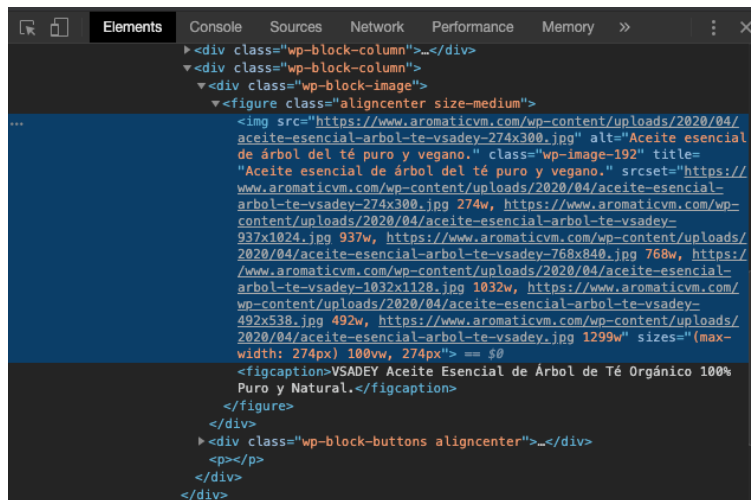 Elements Console Sources Network Performance Memory »
▶<div class="wp-block-column">…</div>
▼<div class="wp-block-column">
▼<div class="wp-block-image">
▼<figure class="aligncenter size-medium">
<img src="https://www.aromaticvm.com/wp-content/uploads/2020/04/
aceite-esencial-arbol-te-vsadey-274x300.jpg" alt="Aceite esencial
de árbol del té puro y vegano." class="wp-image-192" title=
"Aceite esencial de árbol del té puro y vegano." srcset="https://
www.aromaticvm.com/wp-content/uploads/2020/04/aceite-esencial-
arbol-te-vsadey-274x300.jpg 274w, https://www.aromaticvm.com/wp-
content/uploads/2020/04/aceite-esencial-arbol-te-vsadey-
937x1024.jpg 937w, https://www.aromaticvm.com/wp-content/uploads/
2020/04/aceite-esencial-arbol-te-vsadey-768x840.jpg 768w, https:/
/www.aromaticvm.com/wp-content/uploads/2020/04/aceite-esencial-
arbol-te-vsadey-1032x1128.jpg 1032w, https://www.aromaticvm.com/
wp-content/uploads/2020/04/aceite-esencial-arbol-te-vsadey-
492x538.jpg 492w, https://www.aromaticvm.com/wp-content/uploads/
2020/04/aceite-esencial-arbol-te-vsadey.jpg 1299w" sizes="(max-
width: 274px) 100vw, 274px"> == $0
<figcaption>VSADEY Aceite Esencial de Árbol de Té Orgánico 100%
Puro y Natural.</figcaption>
</figure>
</div>
▶<div class="wp-block-buttons aligncenter">…</div>
<p></p>
</div>
</div>